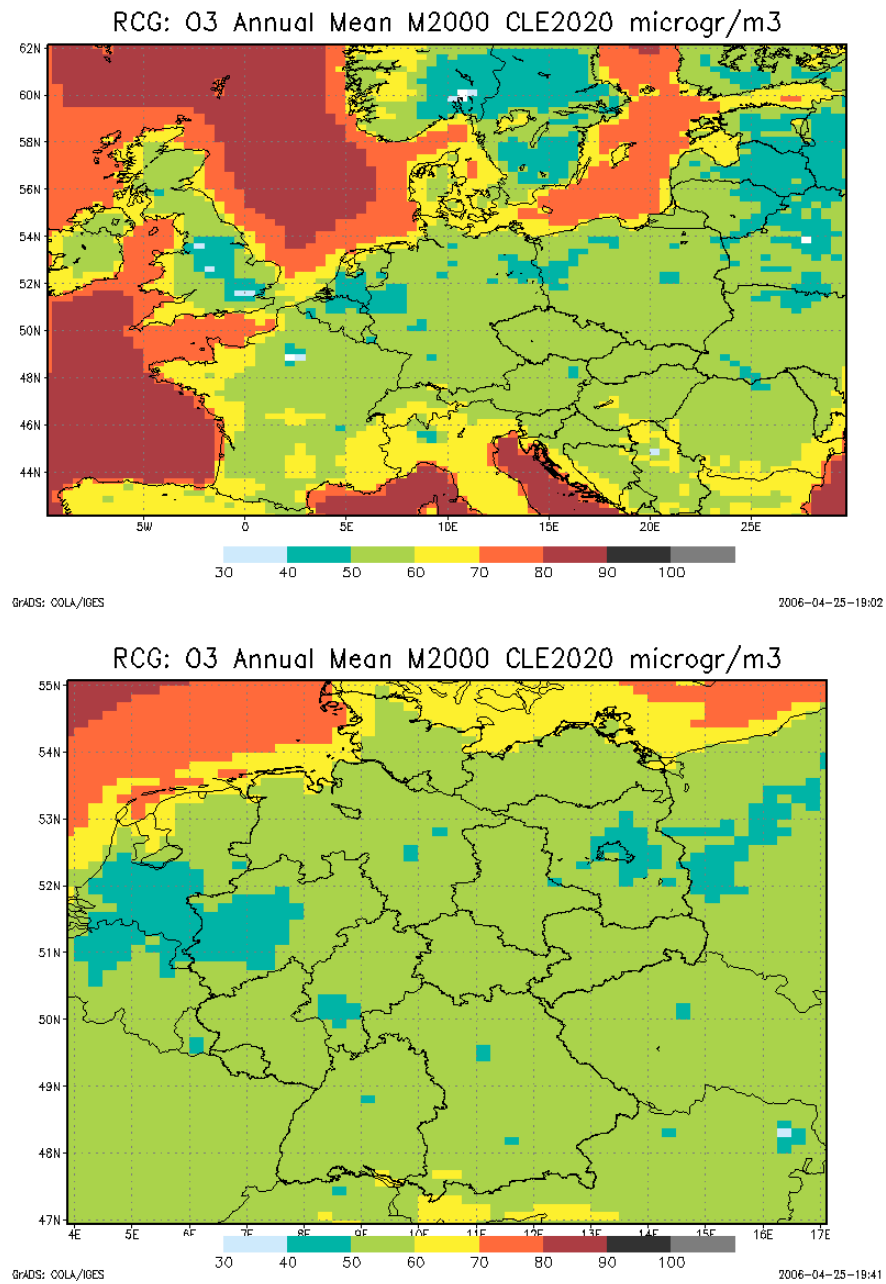 RCG: O3 Annual Mean M2000 CLE2020 microgr/m3
62N
60N
58N
56N
54N
52N
50N
48N
46N
44N
5W 0 5E 10E 15E 20E 25E
30 40 50 60 70 80 90 100
GrADS: COLA/IGES 2006-04-25-19:02
RCG: O3 Annual Mean M2000 CLE2020 microgr/m3
55N
54N
53N
52N
51N
50N
49N
48N
47N
4E 5E 6E 7E 8E 9E 10E 11E 12E 13E 14E 15E 16E 17E
30 40 50 60 70 80 90 100
GrADS: COLA/IGES 2006-04-25-19:41